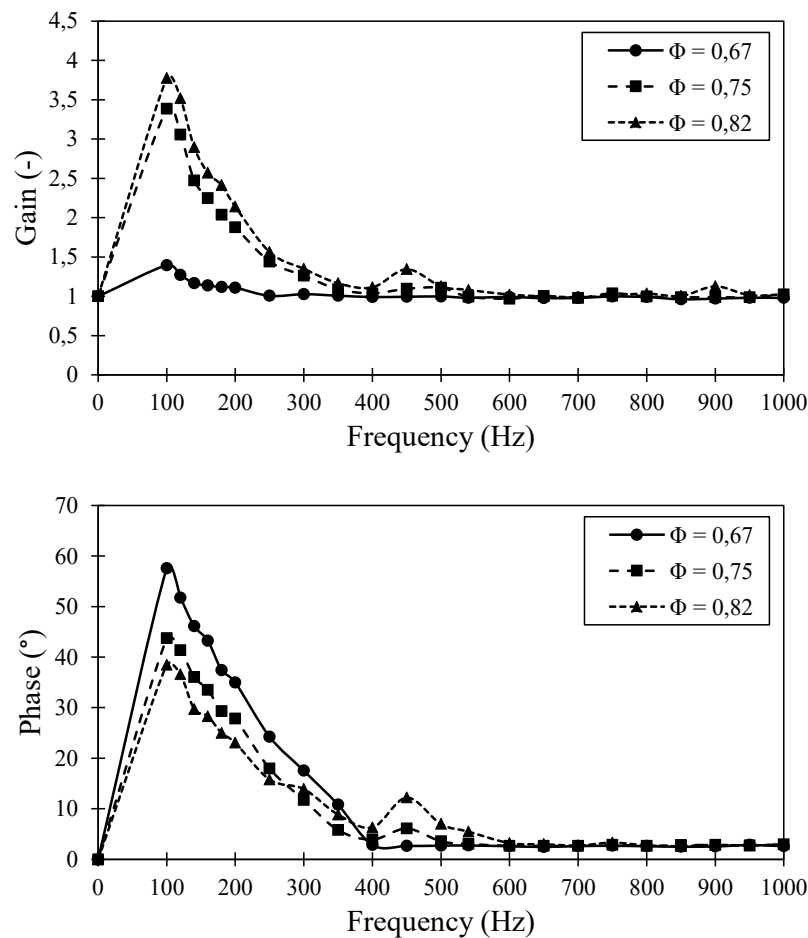 4,5
4
3,5
3
2,5
2
1,5
1
0,5
0
Gain (-)
Φ = 0,67
Φ = 0,75
Φ = 0,82
0 100 200 300 400 500 600 700 800 900 1000
Frequency (Hz)
70
60
50
40
30
20
10
0
Phase (°)
Φ = 0,67
Φ = 0,75
Φ = 0,82
0 100 200 300 400 500 600 700 800 900 1000
Frequency (Hz)